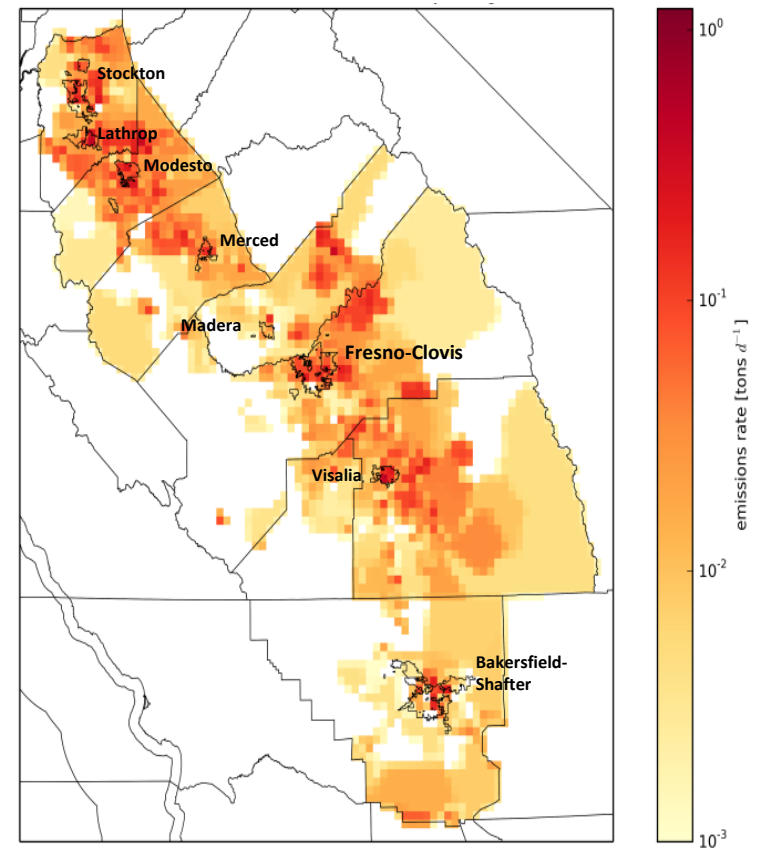 10⁰
Stockton
Lathrop
Modesto
Merced
10⁻¹
Madera
Fresno-Clovis
emissions rate [tons d⁻¹]
Visalia
10⁻²
Bakersfield-
Shafter
10⁻³